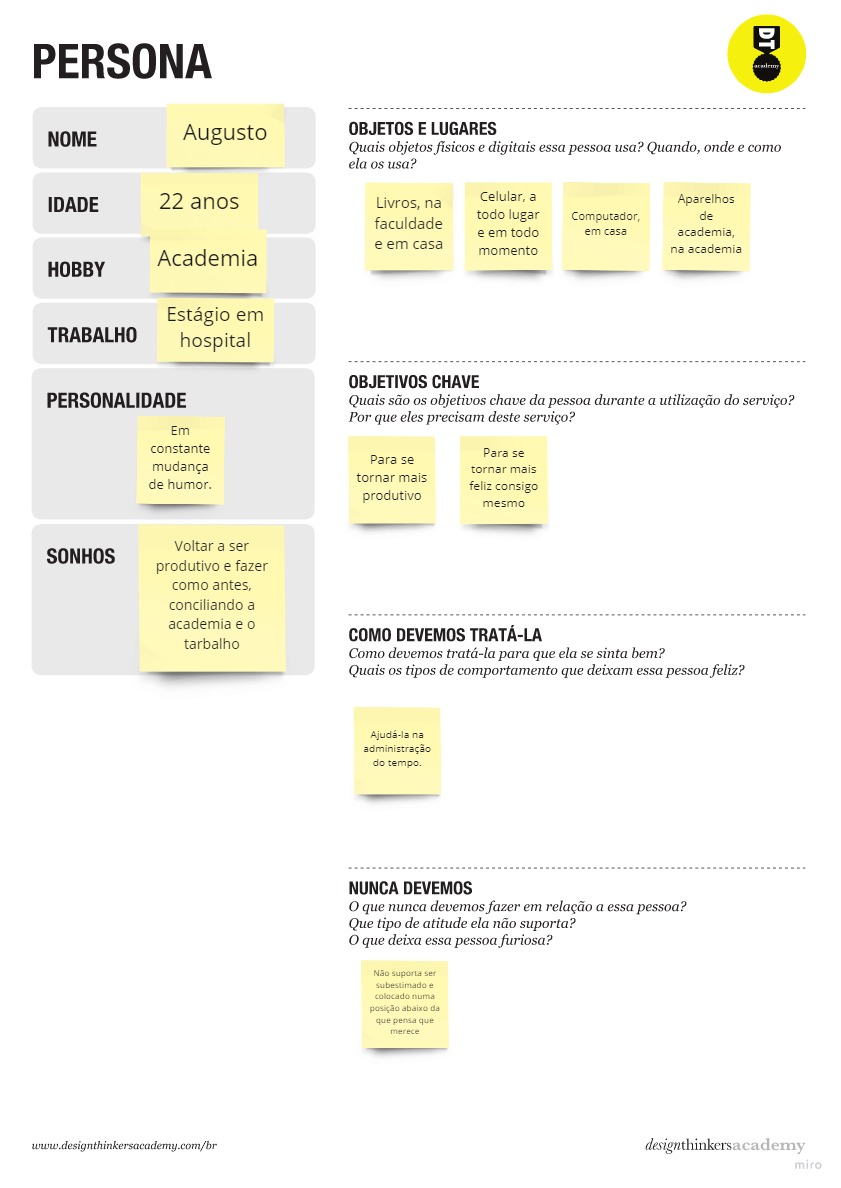 PERSONA
DT
academy
NOME
Augusto
IDADE
22 anos
HOBBY
Academia
TRABALHO
Estágio em
hospital
PERSONALIDADE
Em
constante
mudança
de humor.
SONHOS
Voltar a ser
produtivo e fazer
como antes,
conciliando a
academia e o
tarbalho
OBJETOS E LUGARES
Quais objetos físicos e digitais essa pessoa usa? Quando, onde e como
ela os usa?
Livros, na
faculdade
e em casa
Celular, a
todo lugar
e em todo
momento
Computador,
em casa
Aparelhos
de
academia,
na academia
OBJETIVOS CHAVE
Quais são os objetivos chave da pessoa durante a utilização do serviço?
Por que eles precisam deste serviço?
Para se
tornar mais
produtivo
Para se
tornar mais
feliz consigo
mesmo
COMO DEVEMOS TRATÁ-LA
Como devemos tratá-la para que ela se sinta bem?
Quais os tipos de comportamento que deixam essa pessoa feliz?
Ajudá-la na
administração
do tempo.
NUNCA DEVEMOS
O que nunca devemos fazer em relação a essa pessoa?
Que tipo de atitude ela não suporta?
O que deixa essa pessoa furiosa?
Não suporta ser
subestimado e
colocado numa
posição abaixo da
que pensa que
merece
www.designthinkersacademy.com/br
designthinkersacademy
miro